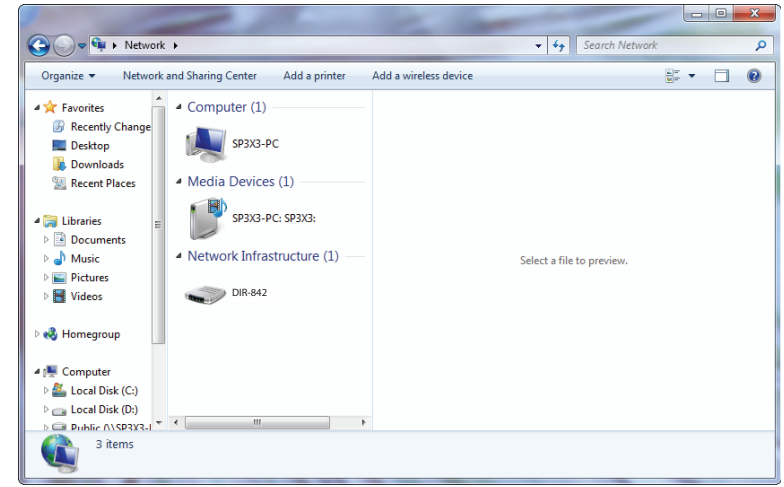 Network
Search Network
Organize
Network and Sharing Center
Add a printer
Add a wireless device
Favorites
Recently Change
Desktop
Downloads
Recent Places
Libraries
Documents
Music
Pictures
Videos
Homegroup
Computer
Local Disk (C:)
Local Disk (D:)
Public (\\SP3X3-
Computer (1)
SP3X3-PC
Media Devices (1)
SP3X3-PC: SP3X3:
Network Infrastructure (1)
DIR-842
Select a file to preview.
3 items